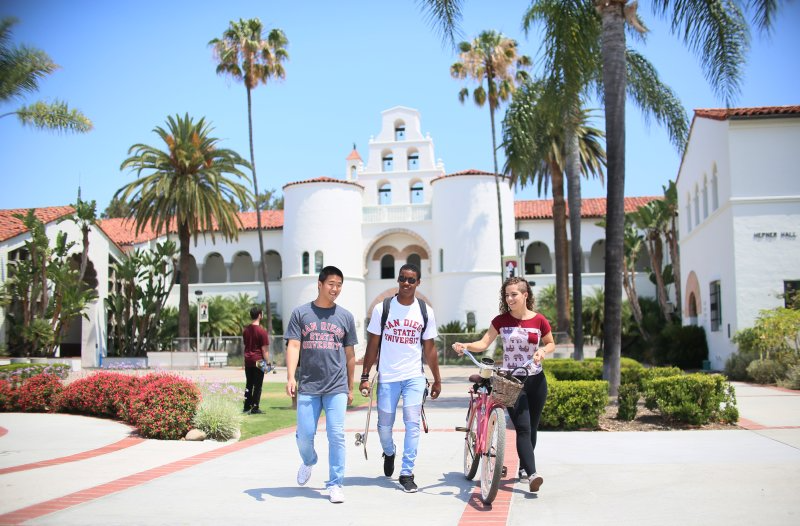 HEPNER HALL
SAN DIEGO STATE
UNIVERSITY
SAN DIEGO STATE
UNIVERSITY